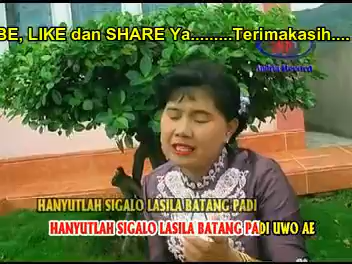 BE, LIKE dan SHARE Ya.........Terimakasih....
HANYUTLAH SIGALO LASILA BATANG PADI
HANYUTLAH SIGALO LASILA BATANG PADI UWO AE